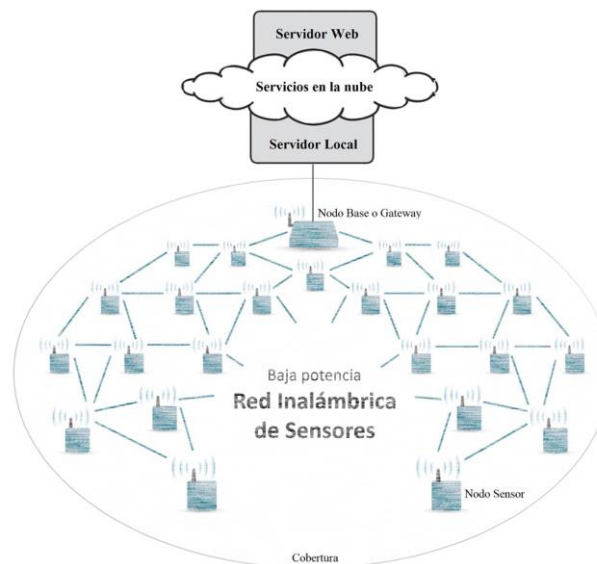 Servidor Web
Servicios en la nube
Servidor Local
Nodo Base o Gateway
Baja potencia
Red Inalámbrica
de Sensores
Nodo Sensor
Cobertura